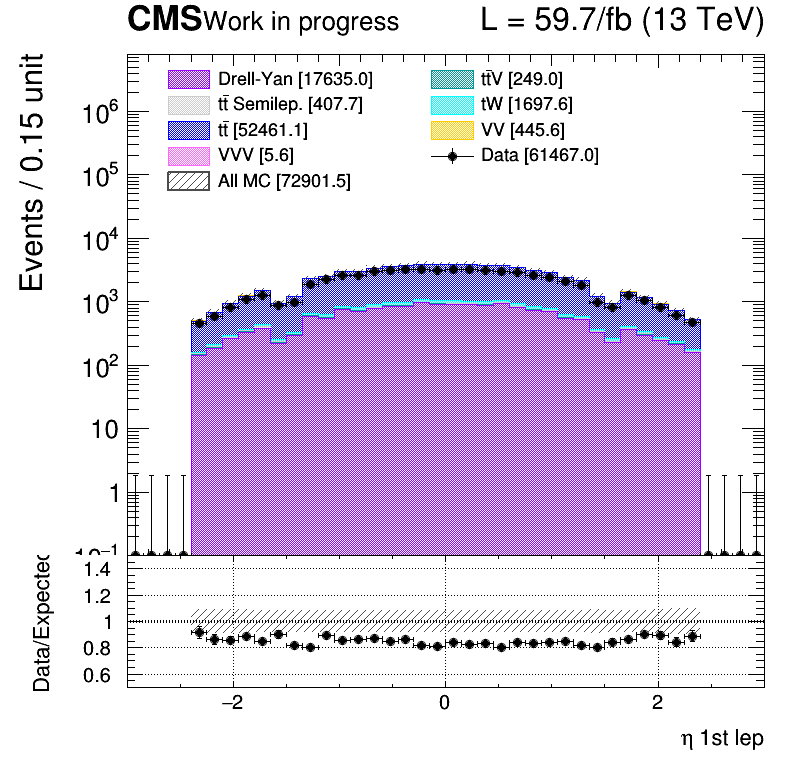 CMS Work in progress L = 59.7/fb (13 TeV)
Events / 0.15 unit
Drell-Yan [17635.0] tt̄V [249.0]
tt̄ Semilep. [407.7] tW [1697.6]
tt̄ [52461.1] VV [445.6]
VVV [5.6] Data [61467.0]
All MC [72901.5]
10⁶
10⁵
10⁴
10³
10²
10
1
10⁻¹
Data/Expected
1.4
1.2
1
0.8
0.6
−2 0 2
η 1st lep